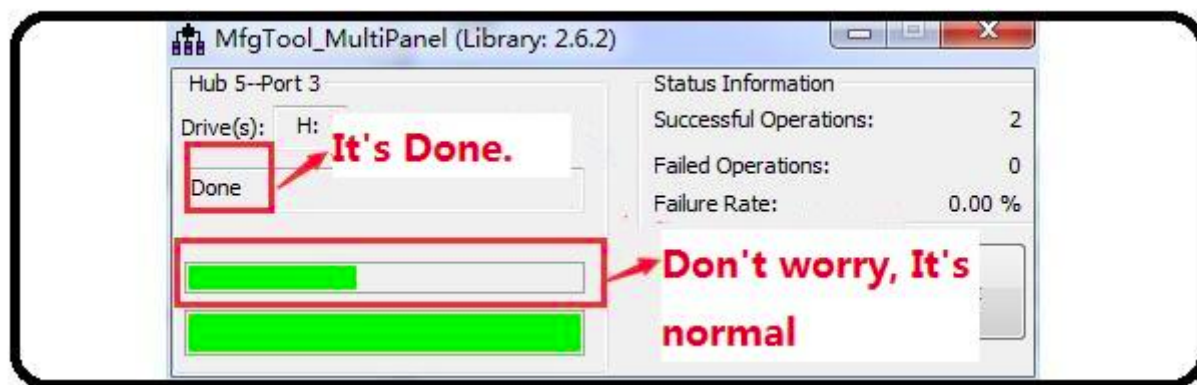 MfgTool_MultiPanel (Library: 2.6.2)
Hub 5--Port 3
Drive(s): H:
It's Done.
Done
Status Information
Successful Operations: 2
Failed Operations: 0
Failure Rate: 0.00 %
Don't worry, It's
normal